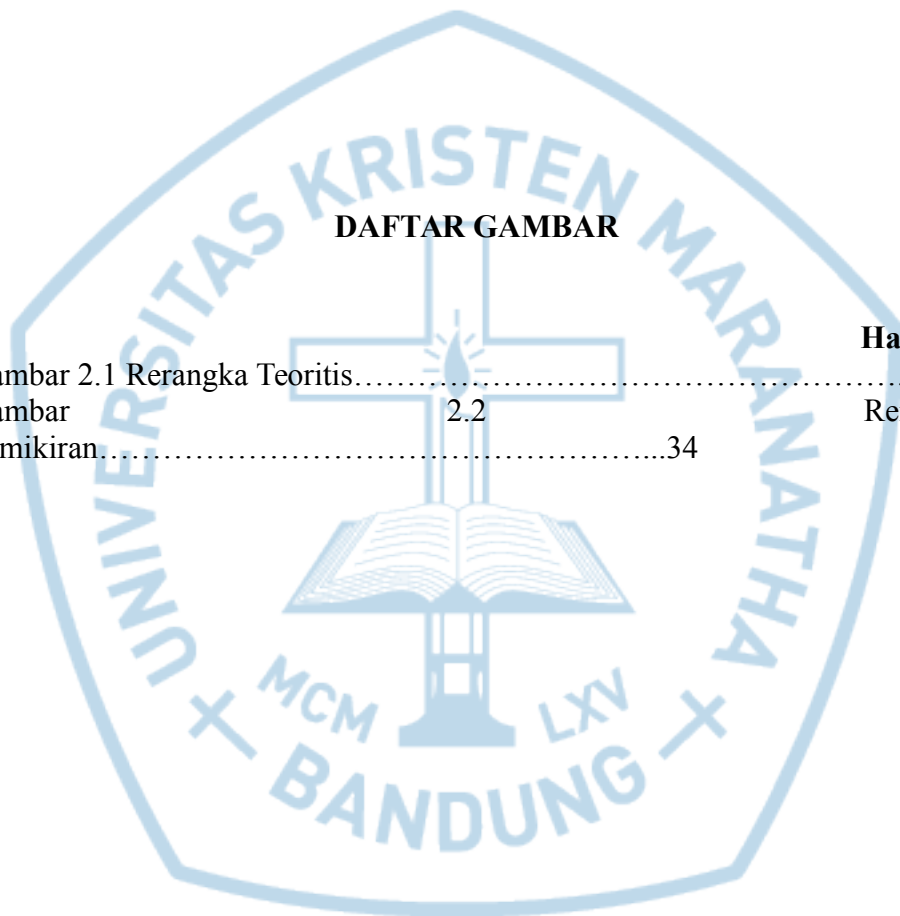 UNIVERSITAS KRISTEN MARANATHA
DAFTAR GAMBAR
Ha
ambar 2.1 Rerangka Teoritis……………………………………………….
ambar 2.2 Re
mikiran………………………………………………...34
MCM LXV
BANDUNG